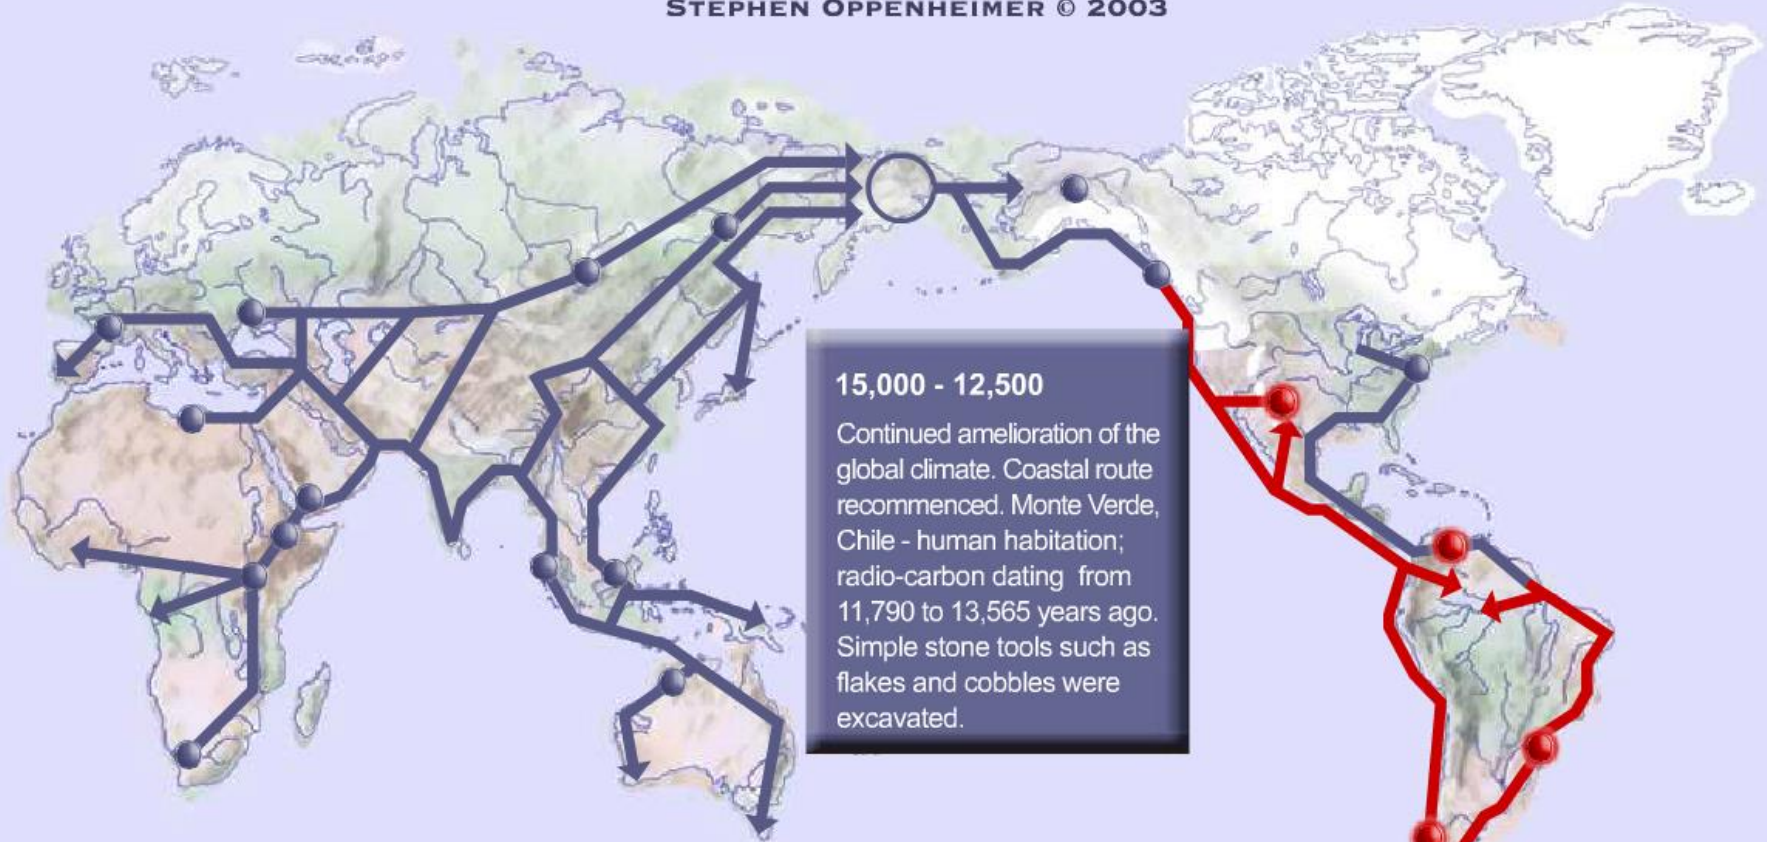 STEPHEN OPPENHEIMER © 2003
15,000 - 12,500
Continued amelioration of the
global climate. Coastal route
recommenced. Monte Verde,
Chile - human habitation;
radio-carbon dating from
11,790 to 13,565 years ago.
Simple stone tools such as
flakes and cobbles were
excavated.